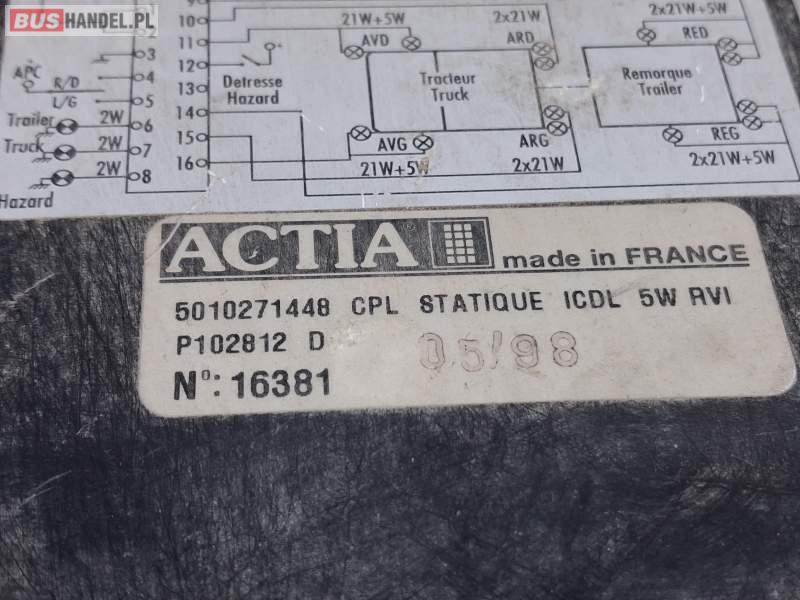 BUSHANDEL.PL
10
11
12
13
14
15
16
3
4
5
6
7
8
APC
R/D
L/G
Trailer 2W
Truck 2W
2W
Hazard
Detresse
Hazard
21W+5W
2x21W
2x21W+5W
AVD
ARD
RED
Tracteur
Truck
Remorque
Trailer
AVG
ARG
REG
21W+5W
2x21W
2x21W+5W
ACTIA
made in FRANCE
5010271448 CPL STATIQUE ICDL 5W RVI
P102812 D 05/98
N°: 16381